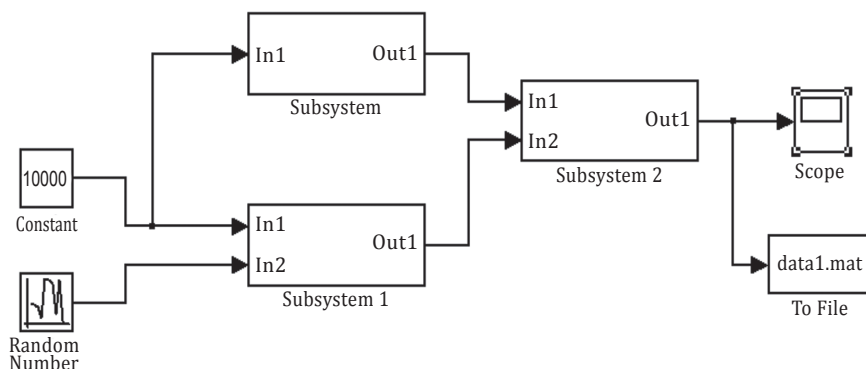 In1
Out1
Subsystem
In1
In2
Out1
Subsystem 2
Scope
10000
Constant
In1
In2
Out1
Subsystem 1
data1.mat
To File
Random
Number